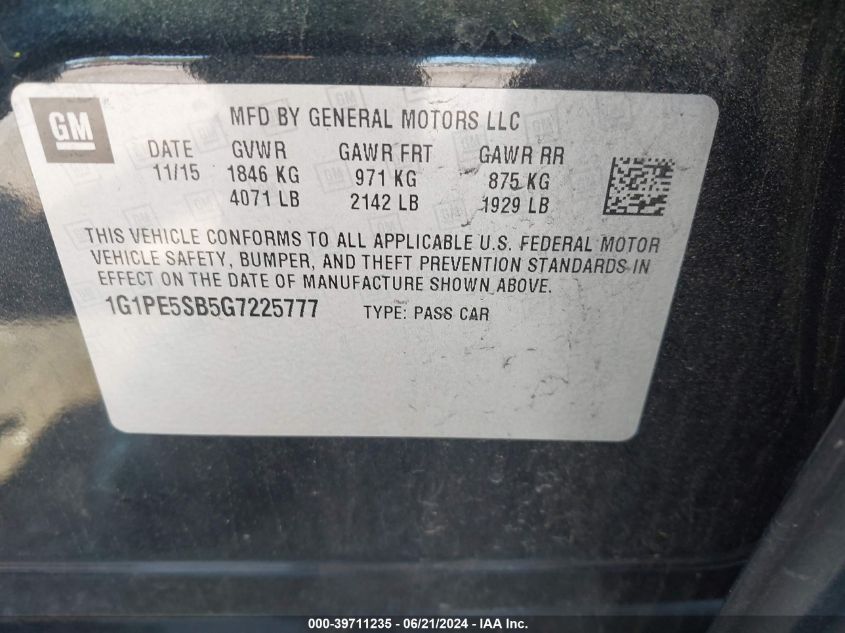 GM
MFD BY GENERAL MOTORS LLC
DATE GVWR GAWR FRT GAWR RR
11/15 1846 KG 971 KG 875 KG
4071 LB 2142 LB 1929 LB
THIS VEHICLE CONFORMS TO ALL APPLICABLE U.S. FEDERAL MOTOR
VEHICLE SAFETY, BUMPER, AND THEFT PREVENTION STANDARDS IN
EFFECT ON THE DATE OF MANUFACTURE SHOWN ABOVE.
1G1PE5SB5G7225777 TYPE: PASS CAR
000-39711235 - 06/21/2024 - IAA Inc.